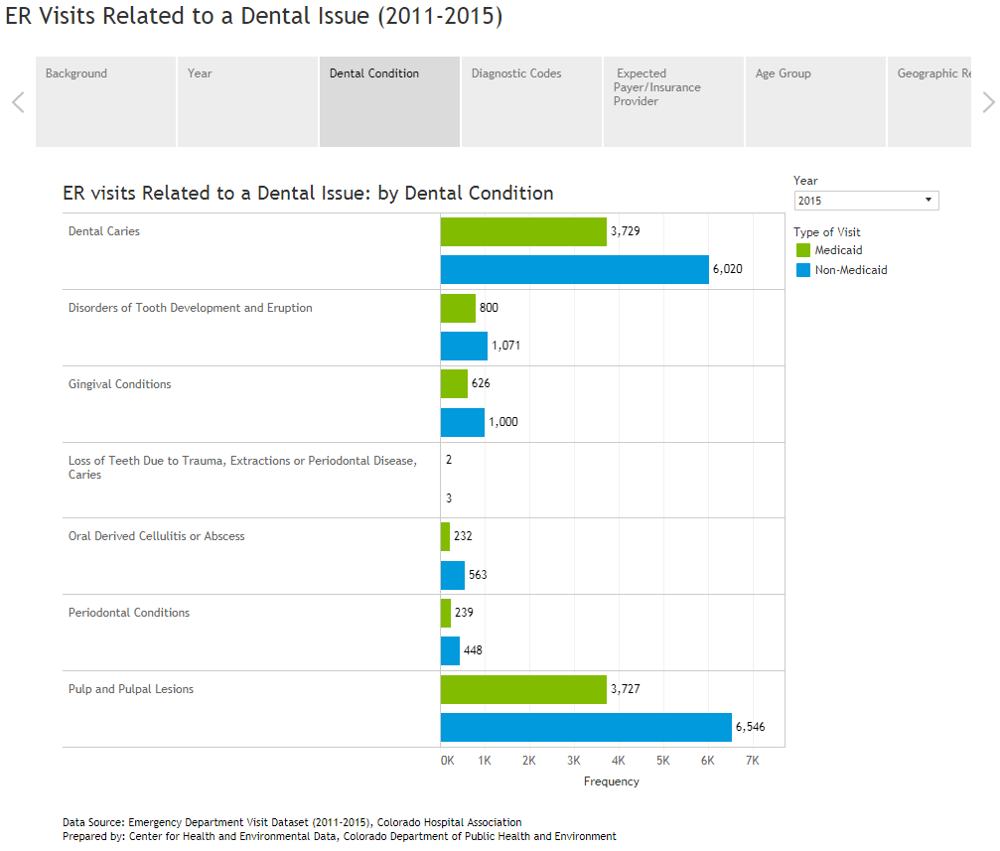 ER Visits Related to a Dental Issue (2011-2015)
Background
Year
Dental Condition
Diagnostic Codes
Expected
Payer/Insurance
Provider
Age Group
Geographic Re
ER visits Related to a Dental Issue: by Dental Condition
Year
2015
Type of Visit
Medicaid
Non-Medicaid
Dental Caries
3,729
6,020
Disorders of Tooth Development and Eruption
800
1,071
Gingival Conditions
626
1,000
Loss of Teeth Due to Trauma, Extractions or Periodontal Disease,
Caries
2
3
Oral Derived Cellulitis or Abscess
232
563
Periodontal Conditions
239
448
Pulp and Pulpal Lesions
3,727
6,546
0K 1K 2K 3K 4K 5K 6K 7K
Frequency
Data Source: Emergency Department Visit Dataset (2011-2015), Colorado Hospital Association
Prepared by: Center for Health and Environmental Data, Colorado Department of Public Health and Environment